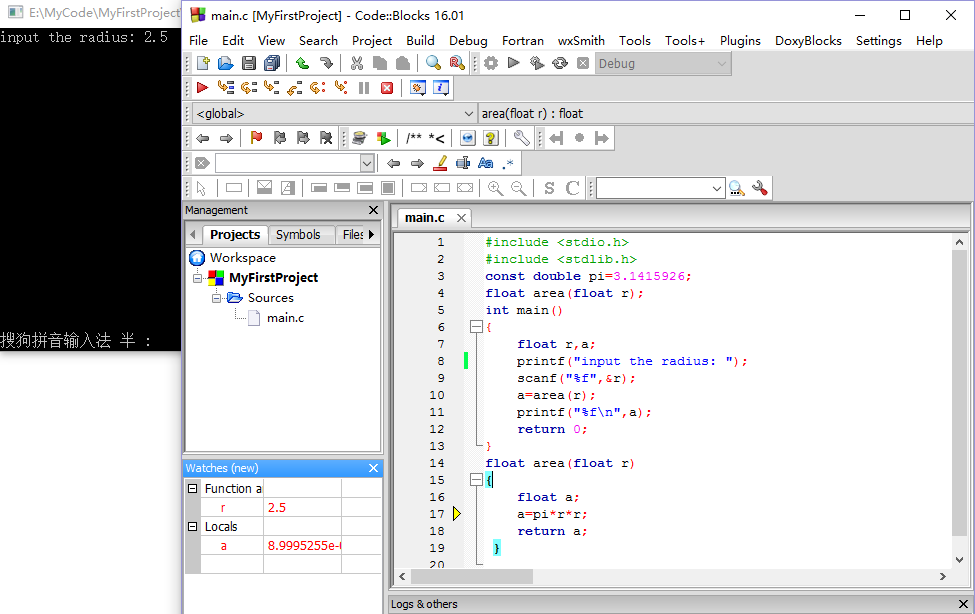 E:\MyCode\MyFirstProject
input the radius: 2.5
搜狗拼音输入法 半 :
main.c [MyFirstProject] - Code::Blocks 16.01
File Edit View Search Project Build Debug Fortran wxSmith Tools Tools+ Plugins DoxyBlocks Settings Help
Debug
<global> area(float r) : float
/** *<
Aa .*
S C
Management
Projects Symbols Files
Workspace
MyFirstProject
Sources
main.c
Watches (new)
Function a
r 2.5
Locals
a 8.9995255e-
main.c
1 #include <stdio.h>
2 #include <stdlib.h>
3 const double pi=3.1415926;
4 float area(float r);
5 int main()
6 {
7 float r,a;
8 printf("input the radius: ");
9 scanf("%f",&r);
10 a=area(r);
11 printf("%f\n",a);
12 return 0;
13 }
14 float area(float r)
15 {
16 float a;
17 a=pi*r*r;
18 return a;
19 }
20
Logs & others